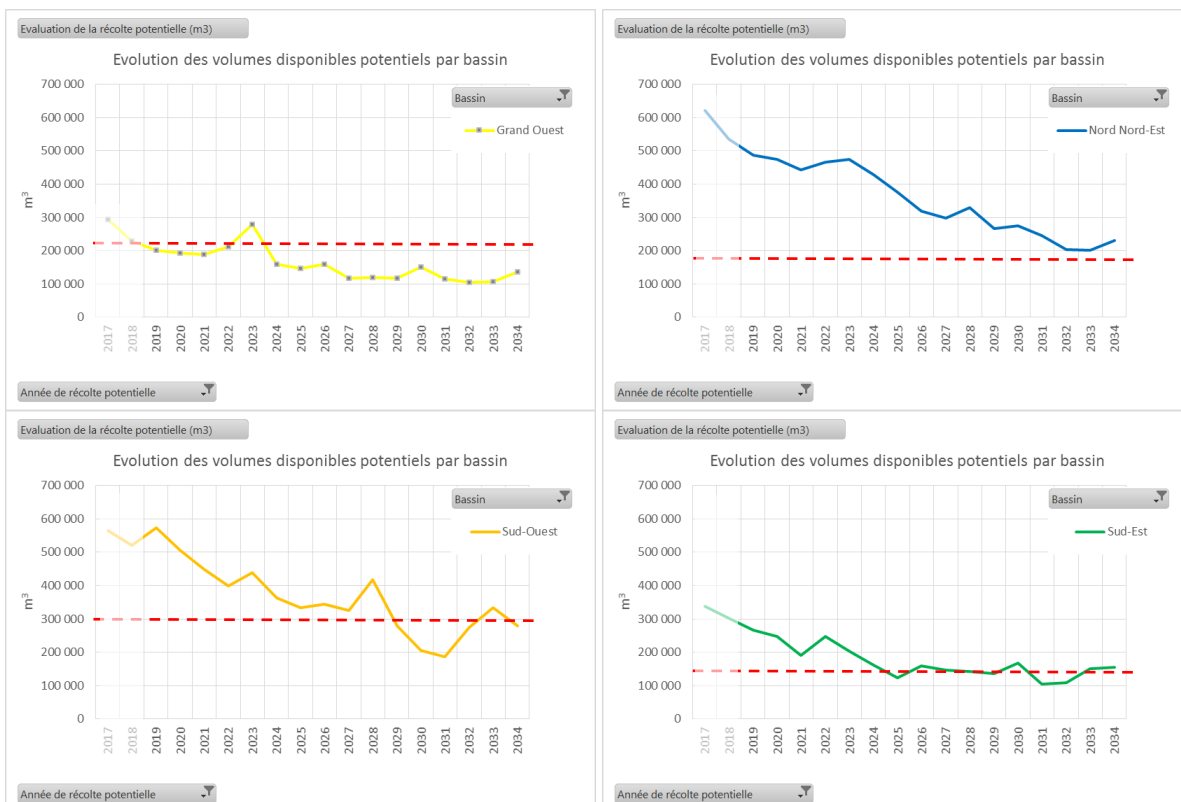 Evaluation de la récolte potentielle (m3)
Evolution des volumes disponibles potentiels par bassin
700 000
600 000
500 000
400 000
300 000
200 000
100 000
0
m³
Bassin
Grand Ouest
2017 2018 2019 2020 2021 2022 2023 2024 2025 2026 2027 2028 2029 2030 2031 2032 2033 2034
Année de récolte potentielle
Evaluation de la récolte potentielle (m3)
Evolution des volumes disponibles potentiels par bassin
700 000
600 000
500 000
400 000
300 000
200 000
100 000
0
m³
Bassin
Nord Nord-Est
2017 2018 2019 2020 2021 2022 2023 2024 2025 2026 2027 2028 2029 2030 2031 2032 2033 2034
Année de récolte potentielle
Evaluation de la récolte potentielle (m3)
Evolution des volumes disponibles potentiels par bassin
700 000
600 000
500 000
400 000
300 000
200 000
100 000
0
m³
Bassin
Sud-Ouest
2017 2018 2019 2020 2021 2022 2023 2024 2025 2026 2027 2028 2029 2030 2031 2032 2033 2034
Année de récolte potentielle
Evaluation de la récolte potentielle (m3)
Evolution des volumes disponibles potentiels par bassin
700 000
600 000
500 000
400 000
300 000
200 000
100 000
0
m³
Bassin
Sud-Est
2017 2018 2019 2020 2021 2022 2023 2024 2025 2026 2027 2028 2029 2030 2031 2032 2033 2034
Année de récolte potentielle